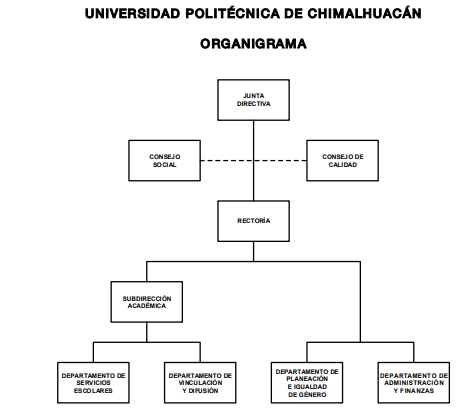 UNIVERSIDAD POLITÉCNICA DE CHIMALHUACÁN
ORGANIGRAMA
JUNTA
DIRECTIVA
CONSEJO
SOCIAL
CONSEJO DE
CALIDAD
RECTORÍA
SUBDIRECCIÓN
ACADÉMICA
DEPARTAMENTO DE
SERVICIOS
ESCOLARES
DEPARTAMENTO DE
VINCULACIÓN
Y DIFUSIÓN
DEPARTAMENTO DE
PLANEACIÓN
E IGUALDAD
DE GÉNERO
DEPARTAMENTO DE
ADMINISTRACIÓN
Y FINANZAS